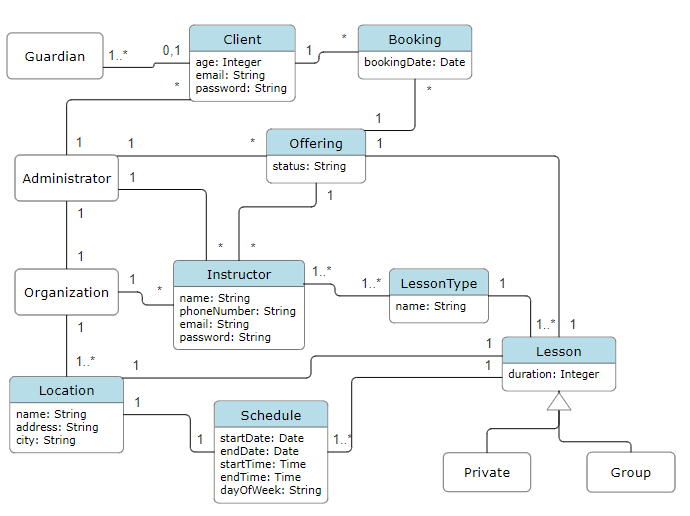 Client
Booking
Guardian
1..*
0,1
age: Integer
email: String
password: String
1
*
bookingDate: Date
*
*
1
1
1
*
Offering
1
status: String
Administrator
1
1
1
*
*
1
Organization
1
*
Instructor
name: String
phoneNumber: String
email: String
password: String
1..*
1..*
LessonType
name: String
1
1
1..*
1
1..*
1
1
1
Lesson
duration: Integer
Location
name: String
address: String
city: String
1
1
Schedule
startDate: Date
endDate: Date
startTime: Time
endTime: Time
dayOfWeek: String
1..*
Private
Group